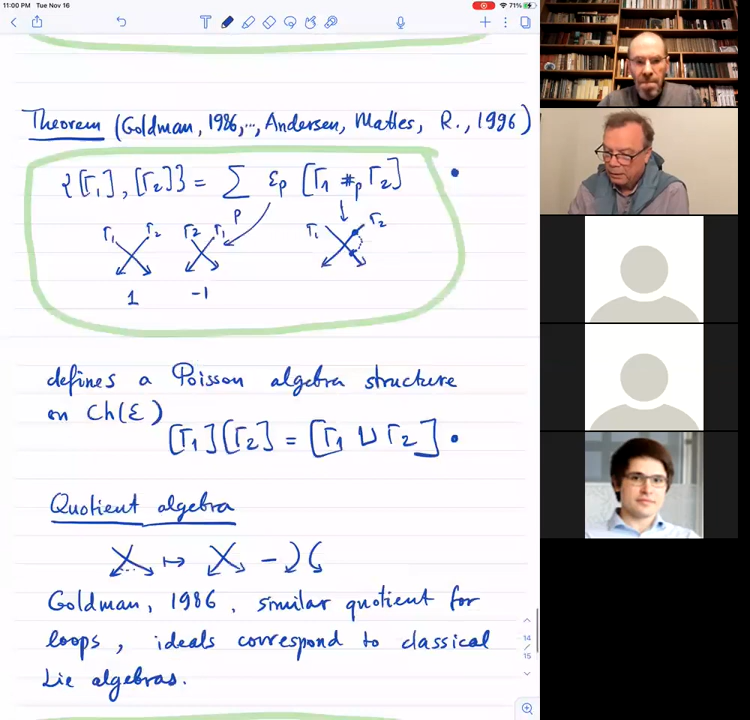 11:00 PM Tue Nov 16
71%
Theorem (Goldman, 1986,..., Andersen, Mattes, R., 1996)
{[Γ₁], [Γ₂]} = ∑ εₚ [Γ₁ #ₚ Γ₂]
p
Γ₁ Γ₂ Γ₂ Γ₁ Γ₁ Γ₂
1 -1
defines a Poisson algebra structure
on Ch(Σ)
[Γ₁][Γ₂] = [Γ₁ ⊔ Γ₂]
Quotient algebra
Goldman, 1986, similar quotient for
loops, ideals correspond to classical
Lie algebras.
14
/
15